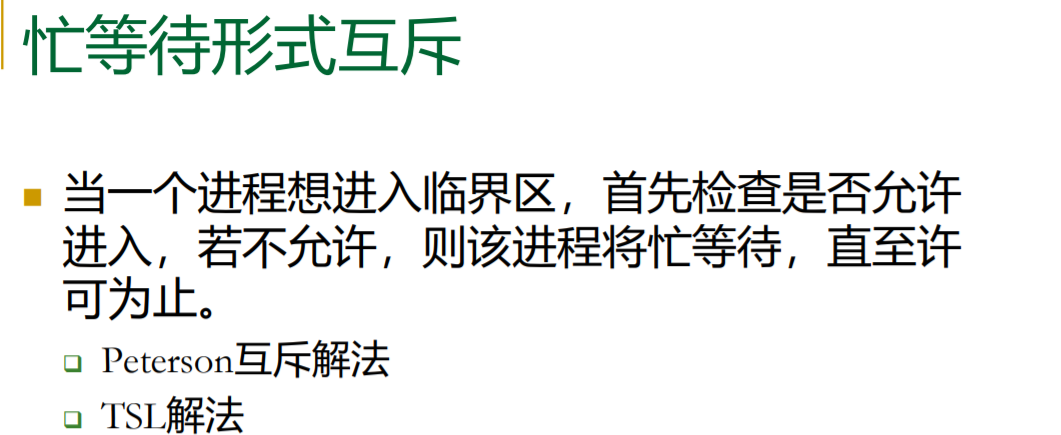 忙等待形式互斥
当一个进程想进入临界区，首先检查是否允许
进入，若不允许，则该进程将忙等待，直至许
可为止。
Peterson互斥解法
TSL解法